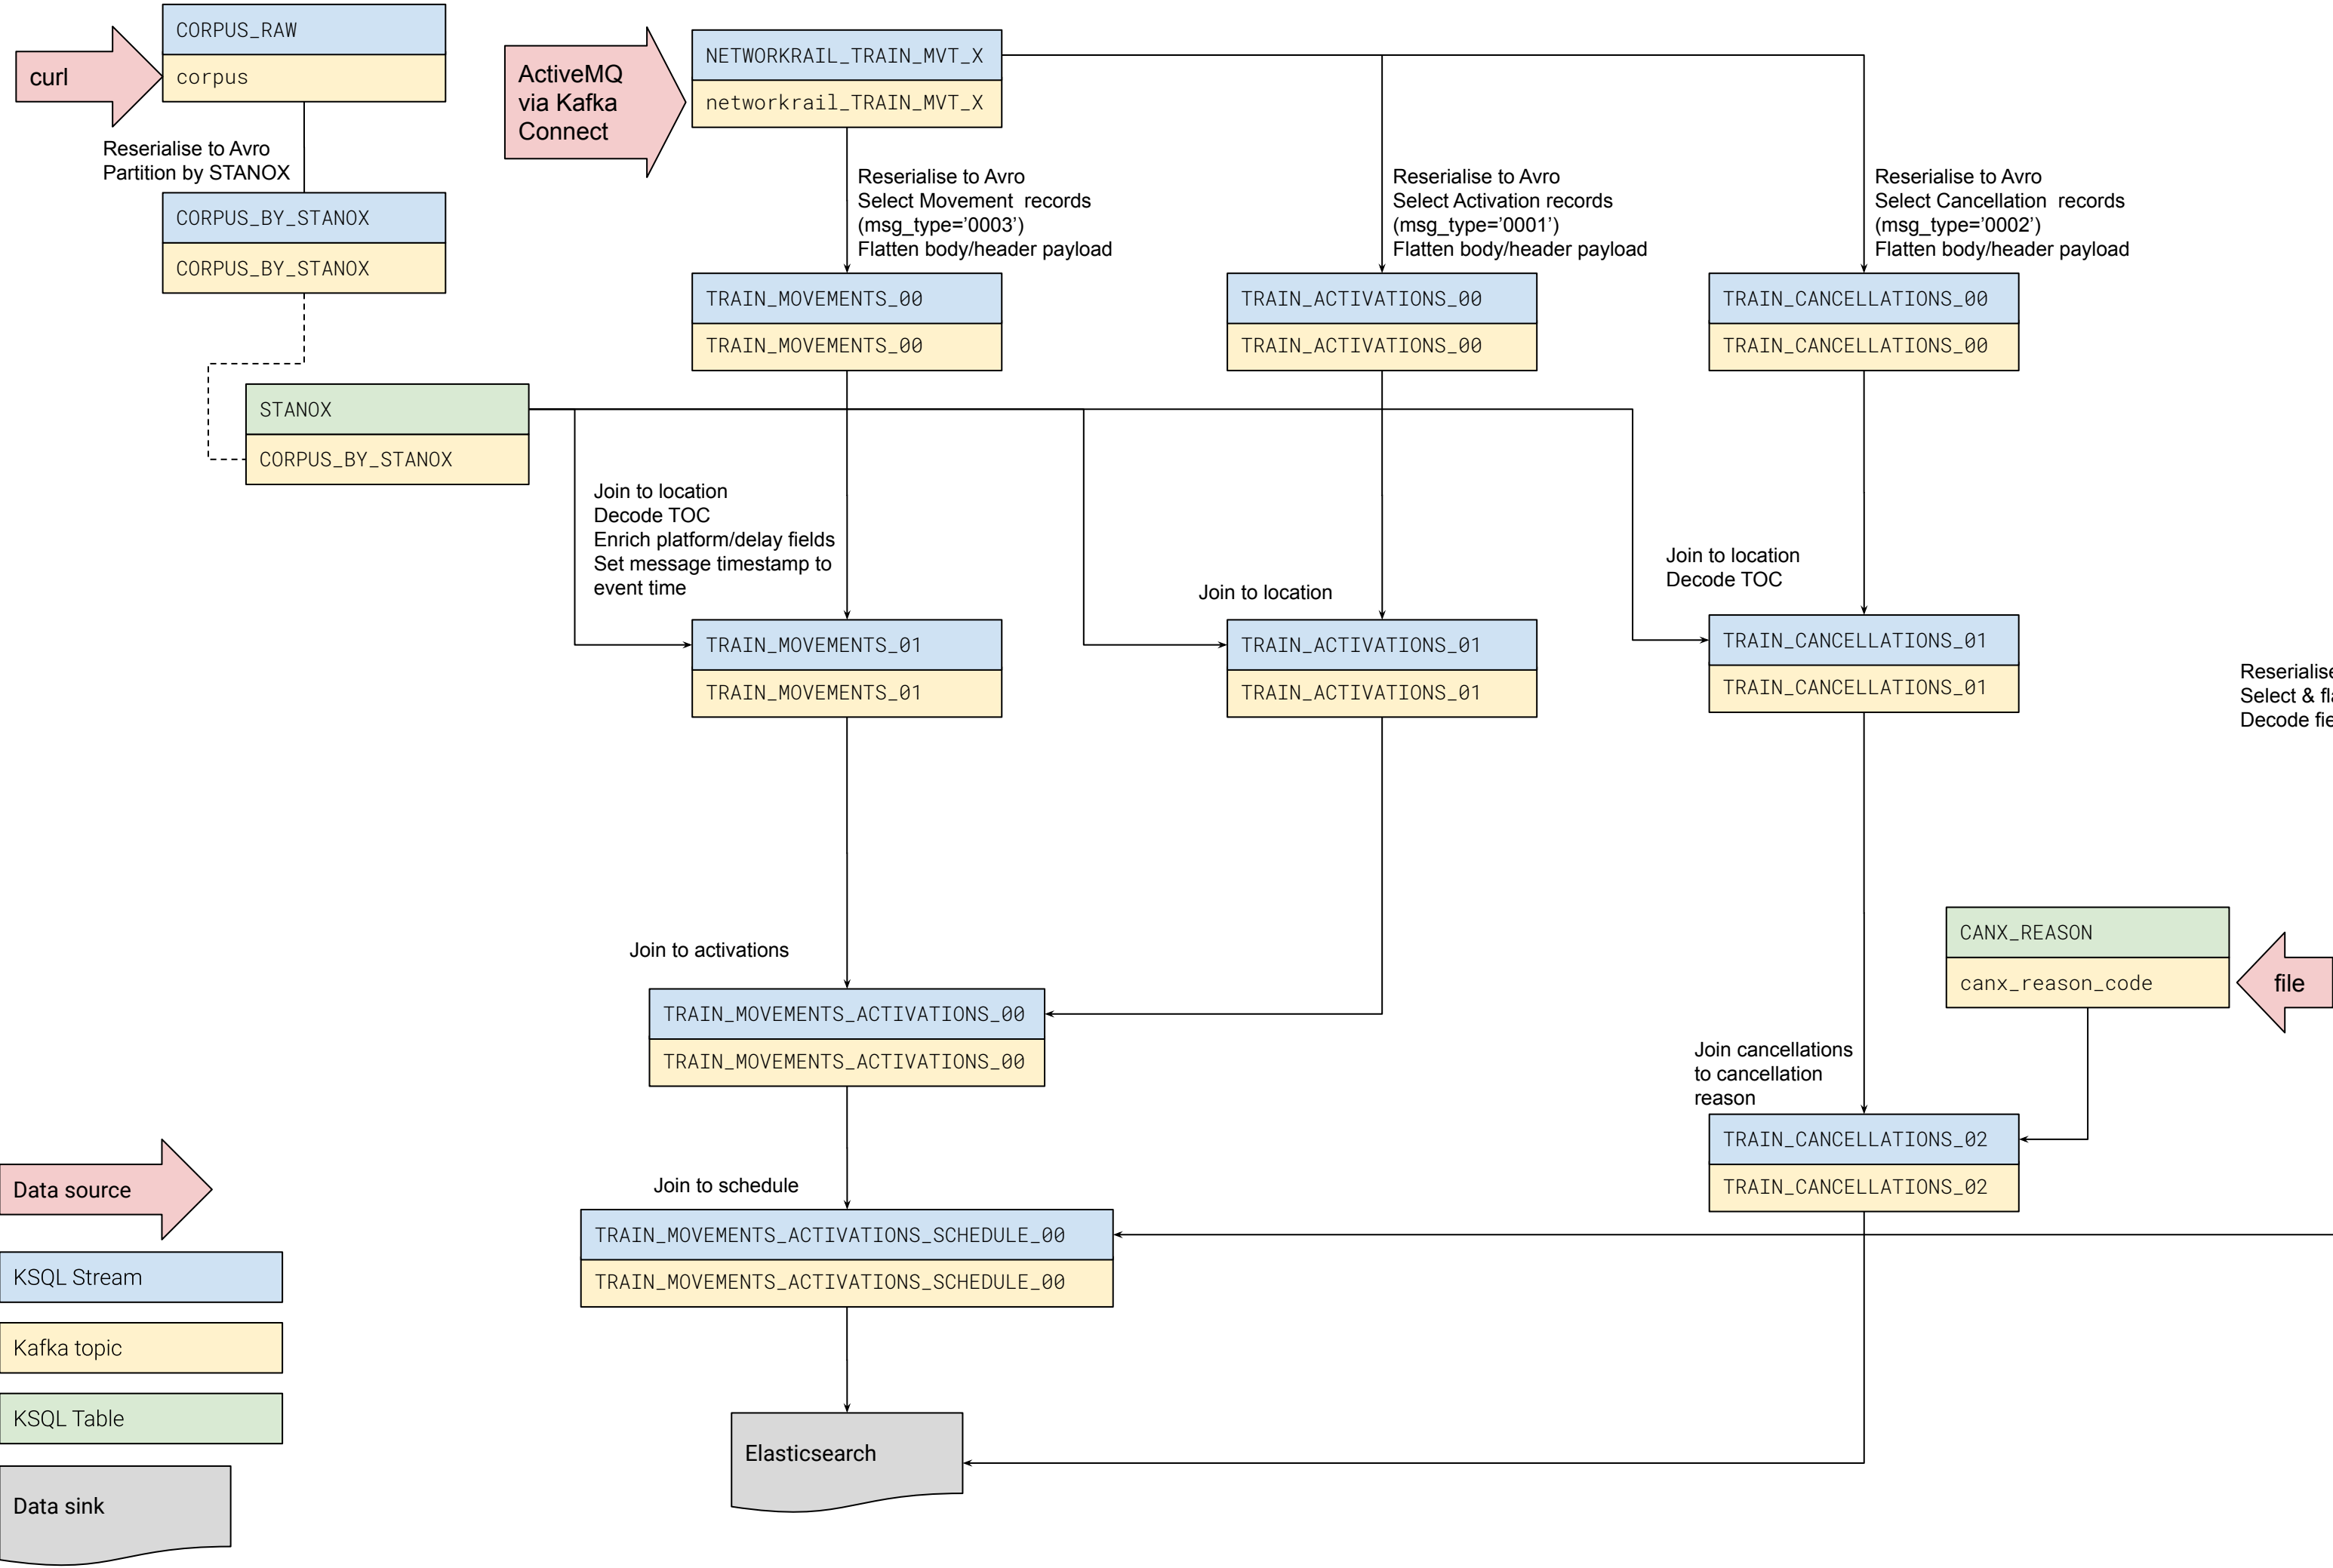 CORPUS_RAW
corpus
curl
Reserialise to Avro
Partition by STANOX
CORPUS_BY_STANOX
CORPUS_BY_STANOX
STANOX
CORPUS_BY_STANOX
ActiveMQ
via Kafka
Connect
NETWORKRAIL_TRAIN_MVT_X
networkrail_TRAIN_MVT_X
Reserialise to Avro
Select Movement  records
(msg_type=’0003’)
Flatten body/header payload
Reserialise to Avro
Select Activation records
(msg_type=’0001’)
Flatten body/header payload
Reserialise to Avro
Select Cancellation  records
(msg_type=’0002’)
Flatten body/header payload
TRAIN_MOVEMENTS_00
TRAIN_MOVEMENTS_00
TRAIN_ACTIVATIONS_00
TRAIN_ACTIVATIONS_00
TRAIN_CANCELLATIONS_00
TRAIN_CANCELLATIONS_00
Join to location
Decode TOC
Enrich platform/delay fields
Set message timestamp to
event time
Join to location
Join to location
Decode TOC
TRAIN_MOVEMENTS_01
TRAIN_MOVEMENTS_01
TRAIN_ACTIVATIONS_01
TRAIN_ACTIVATIONS_01
TRAIN_CANCELLATIONS_01
TRAIN_CANCELLATIONS_01
Reserialise
Select &
Decode
CANX_REASON
canx_reason_code
file
Join to activations
TRAIN_MOVEMENTS_ACTIVATIONS_00
TRAIN_MOVEMENTS_ACTIVATIONS_00
Join cancellations
to cancellation
reason
TRAIN_CANCELLATIONS_02
TRAIN_CANCELLATIONS_02
Join to schedule
TRAIN_MOVEMENTS_ACTIVATIONS_SCHEDULE_00
TRAIN_MOVEMENTS_ACTIVATIONS_SCHEDULE_00
Elasticsearch
Data source
KSQL Stream
Kafka topic
KSQL Table
Data sink